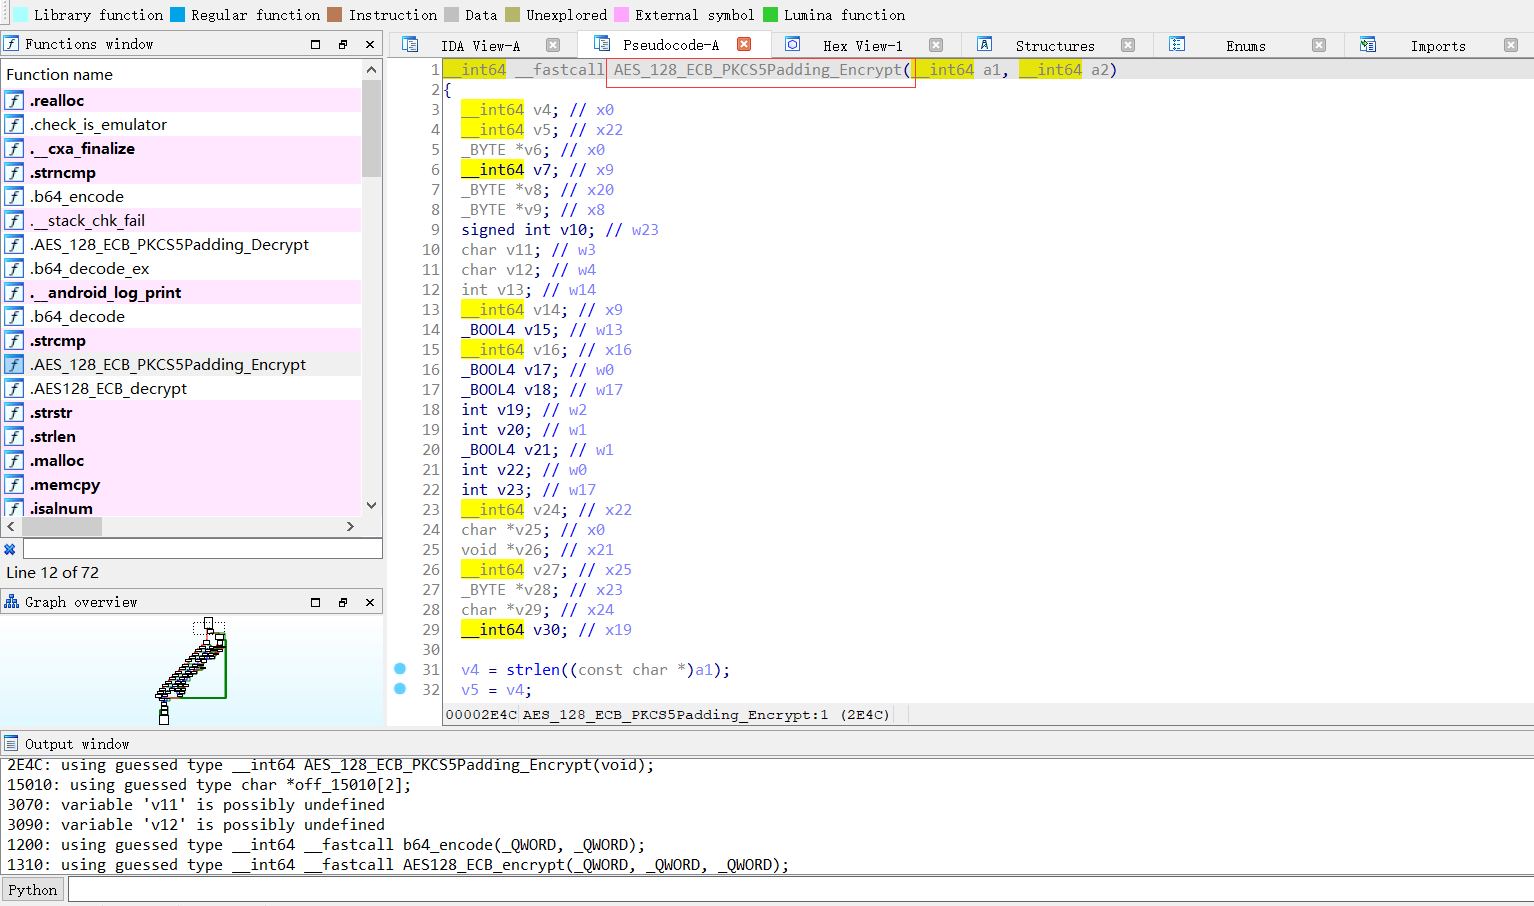 Library function Regular function Instruction Data Unexplored External symbol Lumina function
Functions window
Function name
.realloc
.check_is_emulator
.__cxa_finalize
.strncmp
.b64_encode
.__stack_chk_fail
.AES_128_ECB_PKCS5Padding_Decrypt
.b64_decode_ex
.__android_log_print
.b64_decode
.strcmp
.AES_128_ECB_PKCS5Padding_Encrypt
.AES128_ECB_decrypt
.strstr
.strlen
.malloc
.memcpy
.isalnum
Line 12 of 72
Graph overview
IDA View-A Pseudocode-A Hex View-1 Structures Enums Imports
1 __int64 __fastcall AES_128_ECB_PKCS5Padding_Encrypt(__int64 a1, __int64 a2)
2 {
3 __int64 v4; // x0
4 __int64 v5; // x22
5 _BYTE *v6; // x0
6 __int64 v7; // x9
7 _BYTE *v8; // x20
8 _BYTE *v9; // x8
9 signed int v10; // w23
10 char v11; // w3
11 char v12; // w4
12 int v13; // w14
13 __int64 v14; // x9
14 _BOOL4 v15; // w13
15 __int64 v16; // x16
16 _BOOL4 v17; // w0
17 _BOOL4 v18; // w17
18 int v19; // w2
19 int v20; // w1
20 _BOOL4 v21; // w1
21 int v22; // w0
22 int v23; // w17
23 __int64 v24; // x22
24 char *v25; // x0
25 void *v26; // x21
26 __int64 v27; // x25
27 _BYTE *v28; // x23
28 char *v29; // x24
29 __int64 v30; // x19
30
31 v4 = strlen((const char *)a1);
32 v5 = v4;
00002E4C AES_128_ECB_PKCS5Padding_Encrypt:1 (2E4C)
Output window
2E4C: using guessed type __int64 AES_128_ECB_PKCS5Padding_Encrypt(void);
15010: using guessed type char *off_15010[2];
3070: variable 'v11' is possibly undefined
3090: variable 'v12' is possibly undefined
1200: using guessed type __int64 __fastcall b64_encode(_QWORD, _QWORD);
1310: using guessed type __int64 __fastcall AES128_ECB_encrypt(_QWORD, _QWORD, _QWORD);
Python